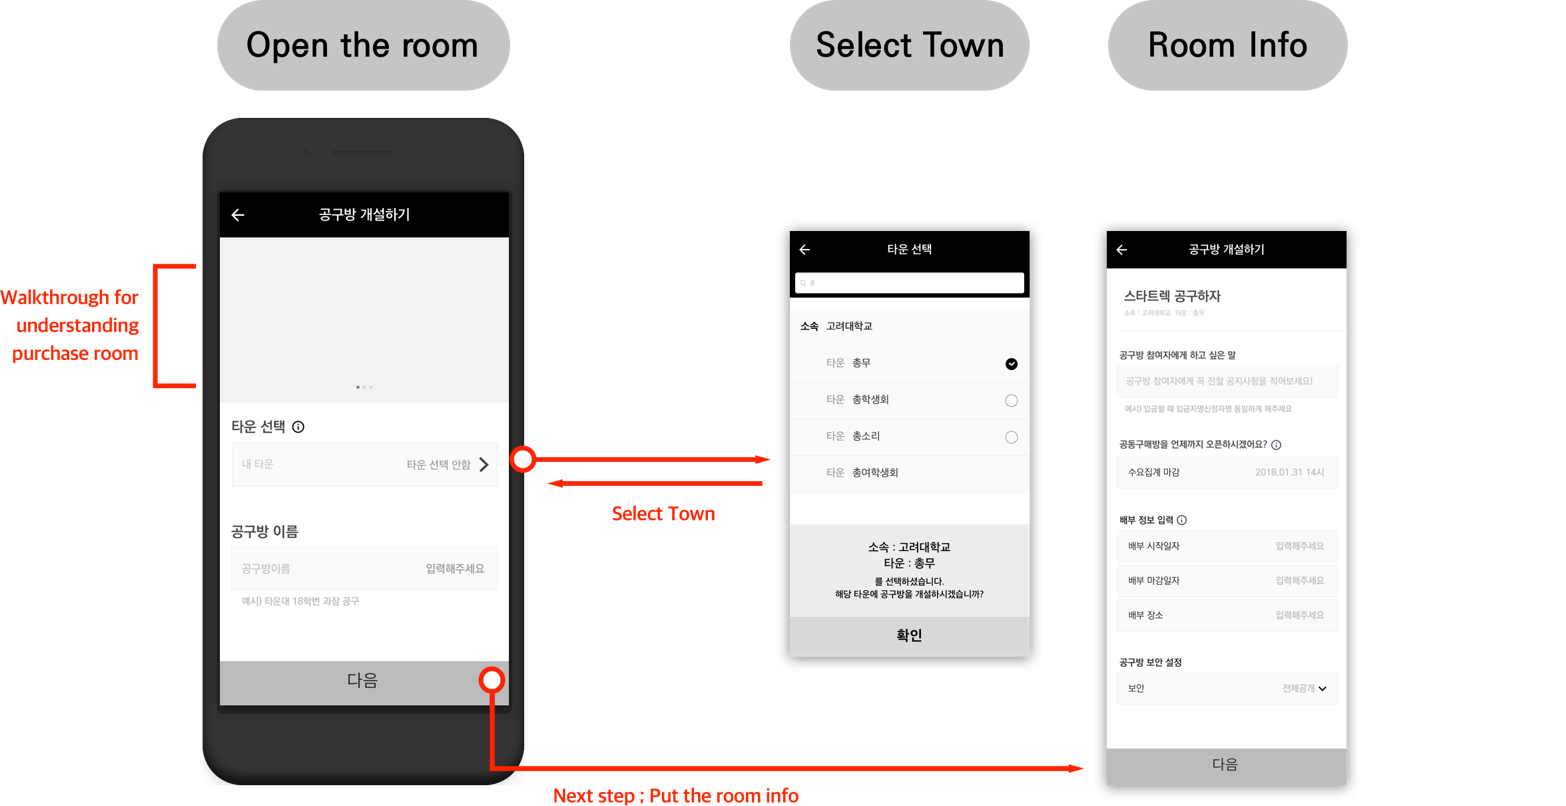 Open the room
Select Town
Room Info
공구방 개설하기
Walkthrough for
understanding
purchase room
타운 선택
내 타운
타운 선택 안함
공구방 이름
공구방이름
입력해주세요
예시) 타운대 18학번 과잠 공구
다음
Select Town
Next step ; Put the room info
타운 선택
소속 고려대학교
타운 총무
타운 총학생회
타운 총소리
타운 총여학생회
소속 : 고려대학교
타운 : 총무
를 선택하셨습니다.
해당 타운에 공구방을 개설하시겠습니까?
확인
공구방 개설하기
스타트렉 공구하자
소속 : 고려대학교 타운 : 총무
공구방 참여자에게 하고 싶은 말
공구방 참여자에게 꼭 전할 공지사항을 적어보세요!
예시) 입금할 때 입금자명신청자명 동일하게 해주세요
공동구매방을 언제까지 오픈하시겠어요?
수요집계 마감 2018.01.31 14시
배부 정보 입력
배부 시작일자 입력해주세요
배부 마감일자 입력해주세요
배부 장소 입력해주세요
공구방 보안 설정
보안 전체공개
다음